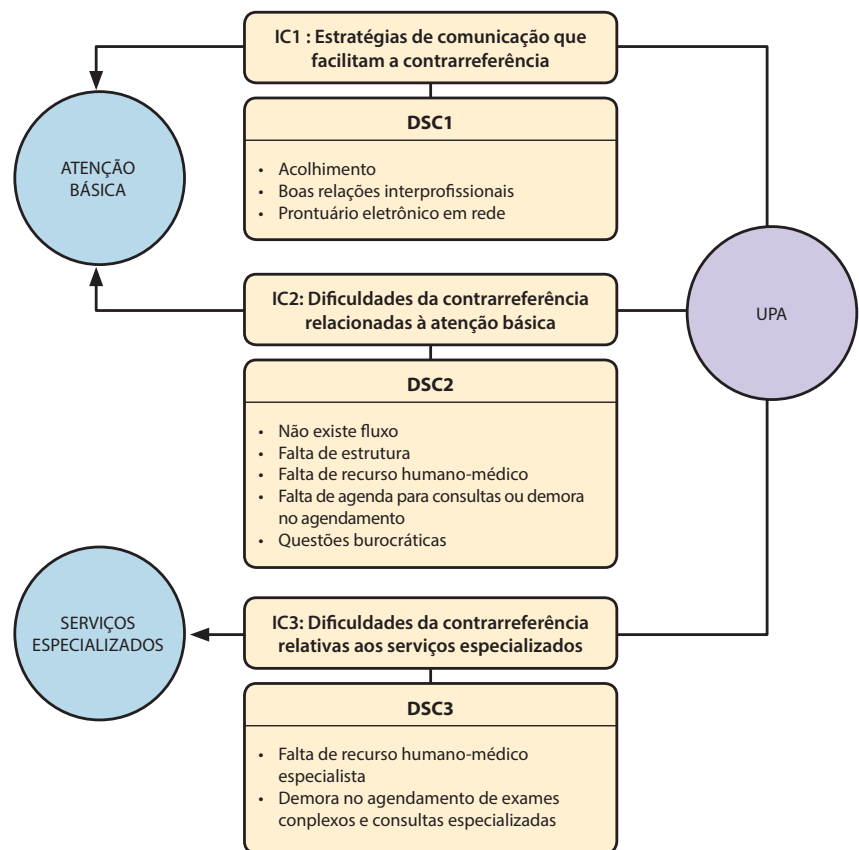 IC1 : Estratégias de comunicação que
facilitam a contrarreferência
DSC1
• Acolhimento
• Boas relações interprofissionais
• Prontuário eletrônico em rede
ATENÇÃO
BÁSICA
IC2: Dificuldades da contrarreferência
relacionadas à atenção básica
UPA
DSC2
• Não existe fluxo
• Falta de estrutura
• Falta de recurso humano-médico
• Falta de agenda para consultas ou demora
no agendamento
• Questões burocráticas
SERVIÇOS
ESPECIALIZADOS
IC3: Dificuldades da contrarreferência
relativas aos serviços especializados
DSC3
• Falta de recurso humano-médico
especialista
• Demora no agendamento de exames
conplexos e consultas especializadas